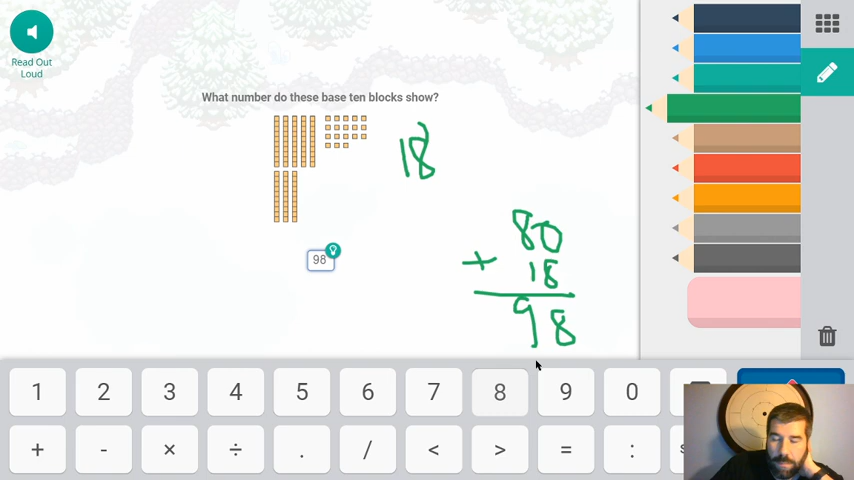 Read Out
Loud
What number do these base ten blocks show?
18
80
+ 18
98
98
1 2 3 4 5 6 7 8 9 0
+ - × ÷ . / < > = :